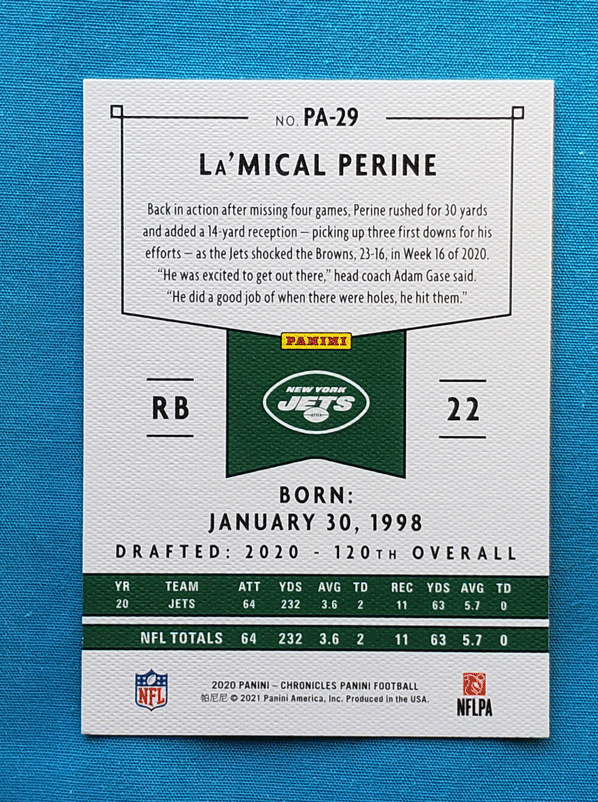 NO. PA-29
LA'MICAL PERINE
Back in action after missing four games, Perine rushed for 30 yards
and added a 14-yard reception – picking up three first downs for his
efforts – as the Jets shocked the Browns, 23-16, in Week 16 of 2020.
“He was excited to get out there,” head coach Adam Gase said.
“He did a good job of when there were holes, he hit them.”
PANINI
NEW YORK
JETS
RB
22
BORN:
JANUARY 30, 1998
DRAFTED: 2020 - 120TH OVERALL
YR TEAM ATT YDS AVG TD REC YDS AVG TD
20 JETS 64 232 3.6 2 11 63 5.7 0
NFL TOTALS 64 232 3.6 2 11 63 5.7 0
2020 PANINI – CHRONICLES PANINI FOOTBALL
帕尼尼 © 2021 Panini America, Inc. Produced in the USA.
NFL
NFLPA